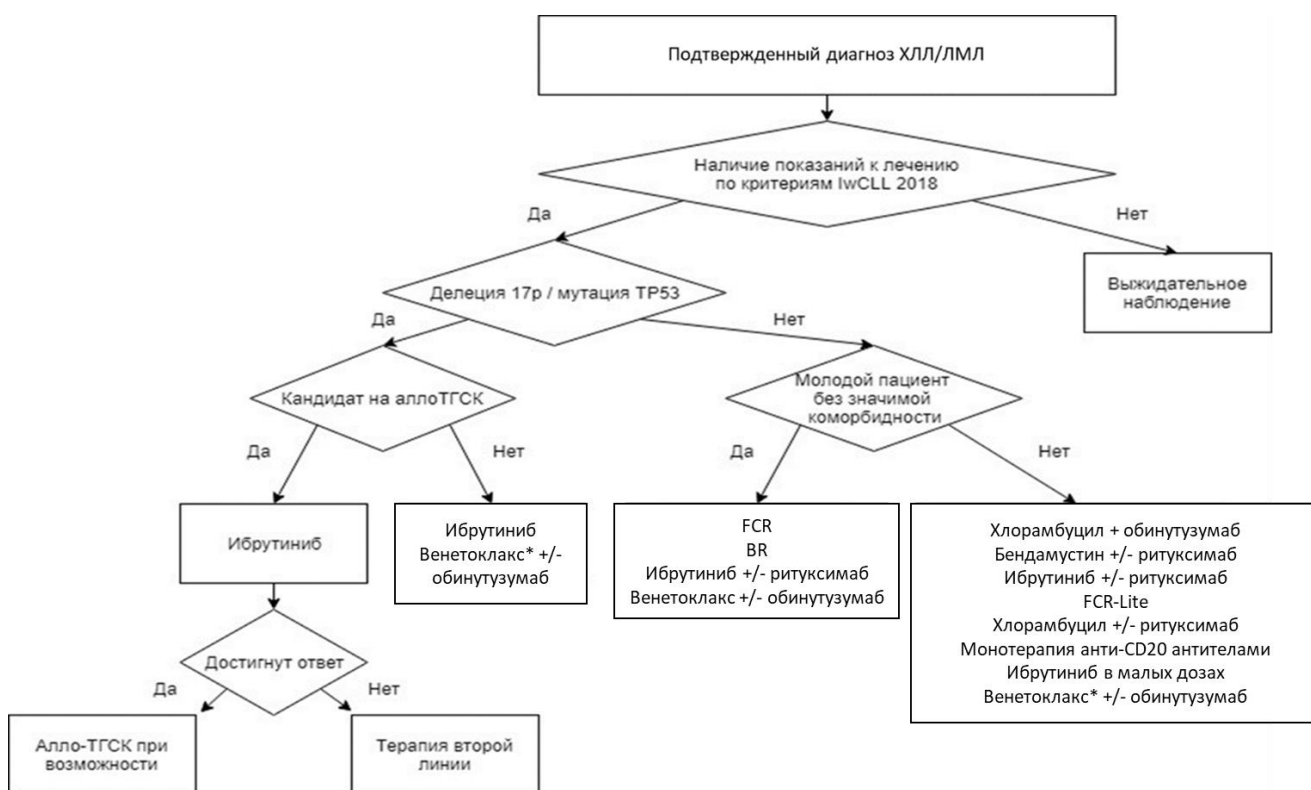 Подтвержденный диагноз ХЛЛ/ЛМЛ
Наличие показаний к лечению
по критериям IwCLL 2018
Да
Нет
Делеция 17p / мутация TP53
Выжидательное
наблюдение
Да
Нет
Кандидат на аллоТГСК
Молодой пациент
без значимой
коморбидности
Да
Нет
Да
Нет
Ибрутиниб
Ибрутиниб
Венетоклакс* +/-
обинутузумаб
FCR
BR
Ибрутиниб +/- ритуксимаб
Венетоклакс +/- обинутузумаб
Хлорамбуцил + обинутузумаб
Бендамустин +/- ритуксимаб
Ибрутиниб +/- ритуксимаб
FCR-Lite
Хлорамбуцил +/- ритуксимаб
Монотерапия анти-CD20 антителами
Ибрутиниб в малых дозах
Венетоклакс* +/- обинутузумаб
Достигнут ответ
Да
Нет
Алло-ТГСК при
возможности
Терапия второй
линии